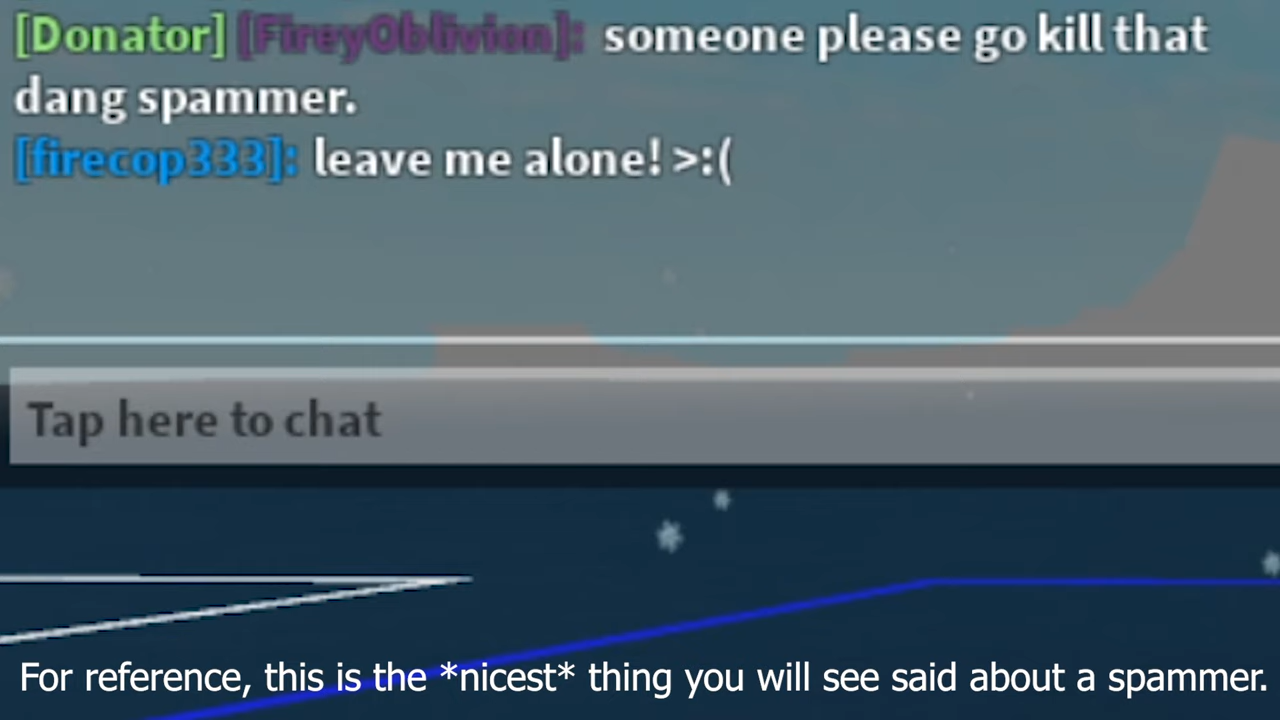 [Donator] [FireyOblivion]: someone please go kill that
dang spammer.
[firecop333]: leave me alone! >:(
Tap here to chat
For reference, this is the *nicest* thing you will see said about a spammer.